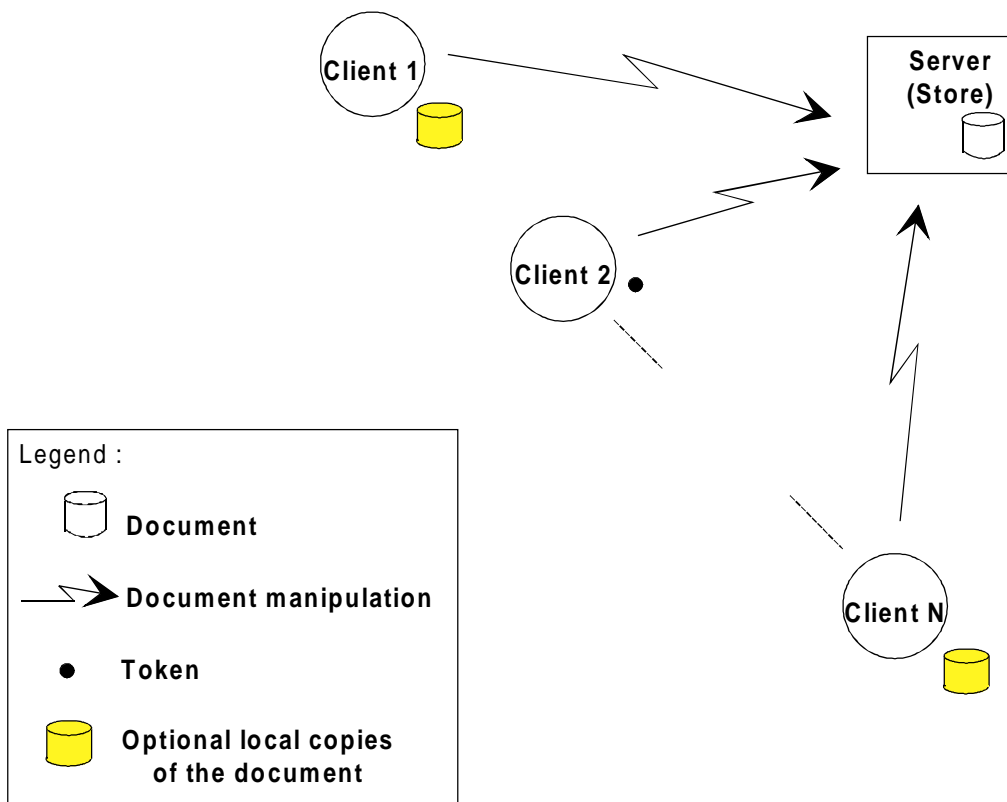 Client 1
Server
(Store)
Client 2
Legend :
Document
Document manipulation
Token
Optional local copies
of the document
Client N